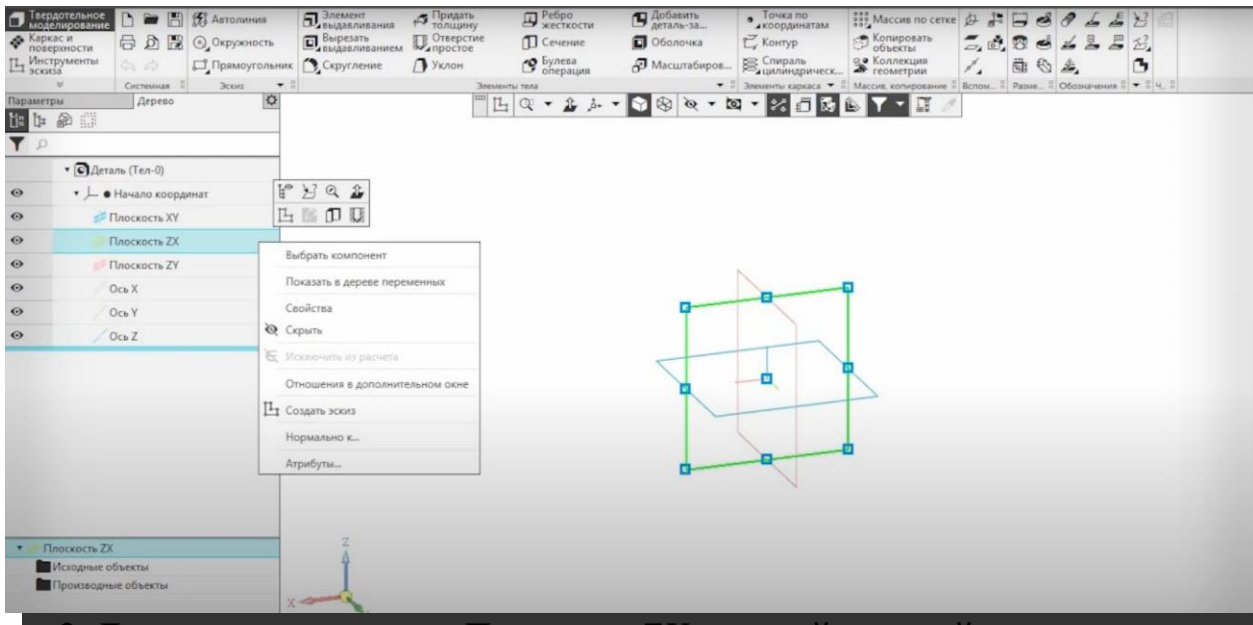 Твердотельное моделирование
Каркас и поверхности
Инструменты эскиза
Автолиния
Окружность
Прямоугольник
Элемент выдавливания
Вырезать выдавливанием
Скругление
Придать толщину
Отверстие простое
Уклон
Ребро жесткости
Сечение
Булева операция
Добавить деталь-за...
Оболочка
Масштабиров...
Точка по координатам
Контур
Спираль цилиндрическ...
Массив по сетке
Копировать объекты
Коллекция геометрии
Системная
Эскиз
Элементы тела
Элементы каркаса
Массив, копирование
Вспом...
Разме...
Обозначения
Ч...
Параметры
Дерево
Деталь (Тел-0)
Начало координат
Плоскость XY
Плоскость ZX
Плоскость ZY
Ось X
Ось Y
Ось Z
Выбрать компонент
Показать в дереве переменных
Свойства
Скрыть
Исключить из расчета
Отношения в дополнительном окне
Создать эскиз
Нормально к...
Атрибуты...
Плоскость ZX
Исходные объекты
Производные объекты
Z
X